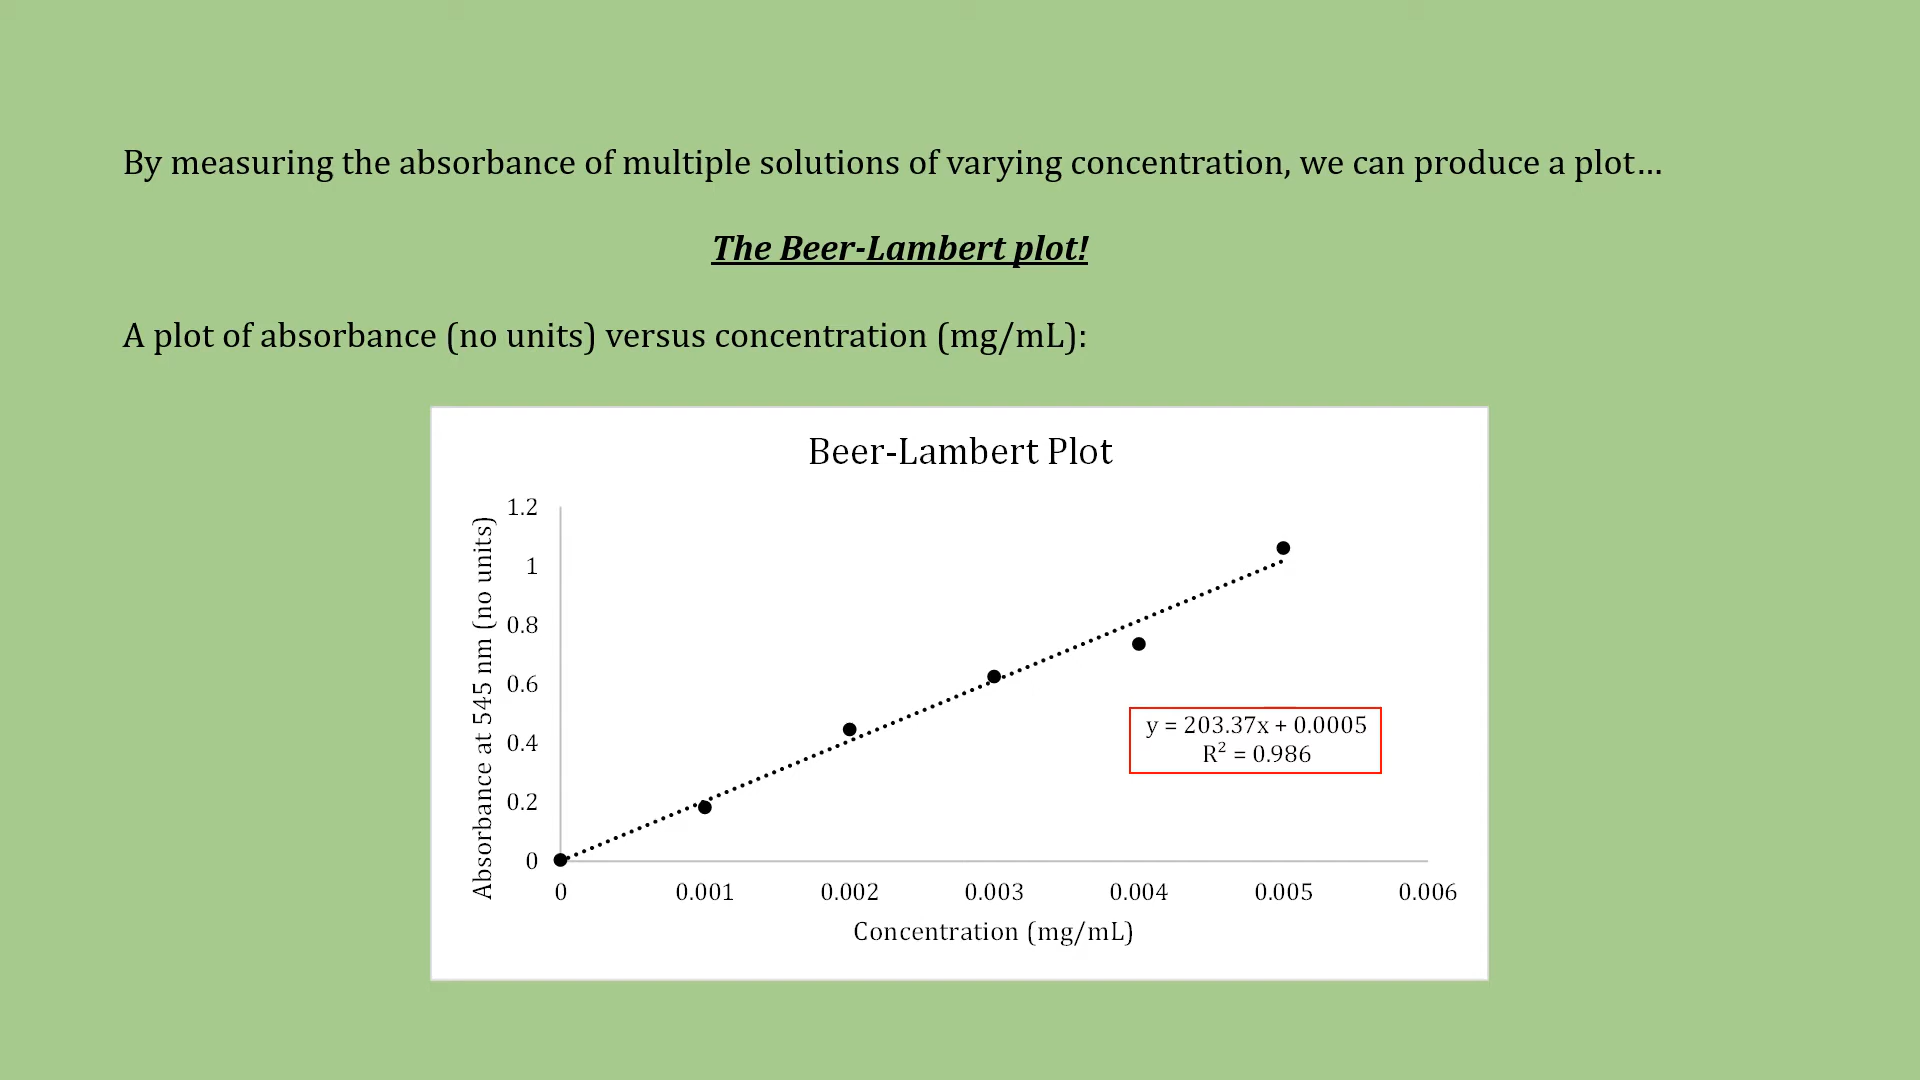 By measuring the absorbance of multiple solutions of varying concentration, we can produce a plot…
The Beer-Lambert plot!
A plot of absorbance (no units) versus concentration (mg/mL):
Beer-Lambert Plot
Absorbance at 545 nm (no units)
1.2
1
0.8
0.6
0.4
0.2
0
y = 203.37x + 0.0005
R² = 0.986
0 0.001 0.002 0.003 0.004 0.005 0.006
Concentration (mg/mL)